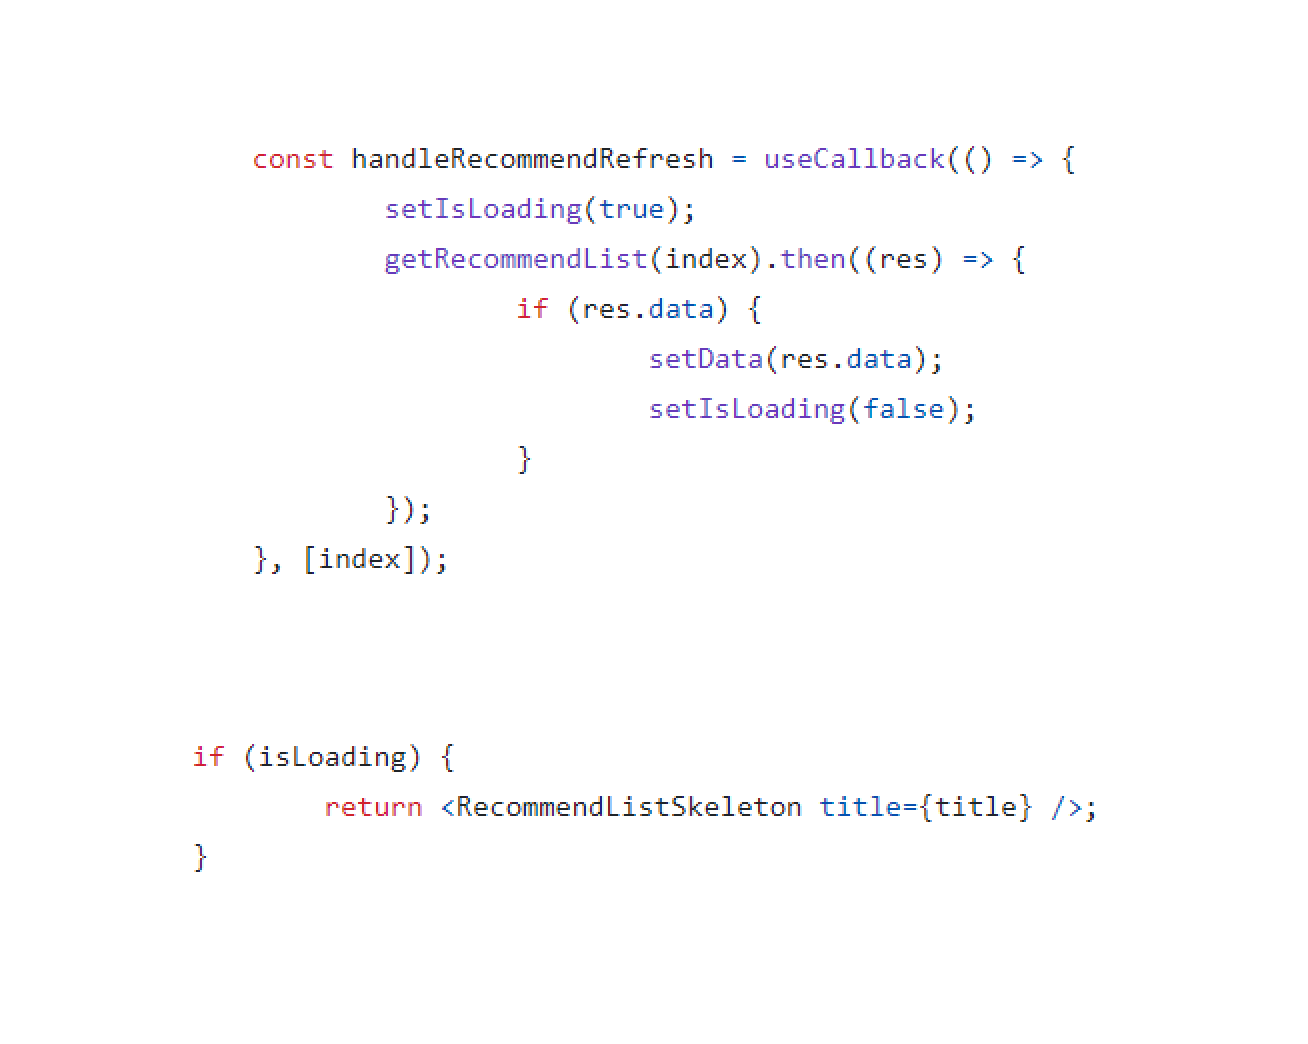 const handleRecommendRefresh = useCallback(() => {
setIsLoading(true);
getRecommendList(index).then((res) => {
if (res.data) {
setData(res.data);
setIsLoading(false);
}
});
}, [index]);
if (isLoading) {
return <RecommendListSkeleton title={title} />;
}